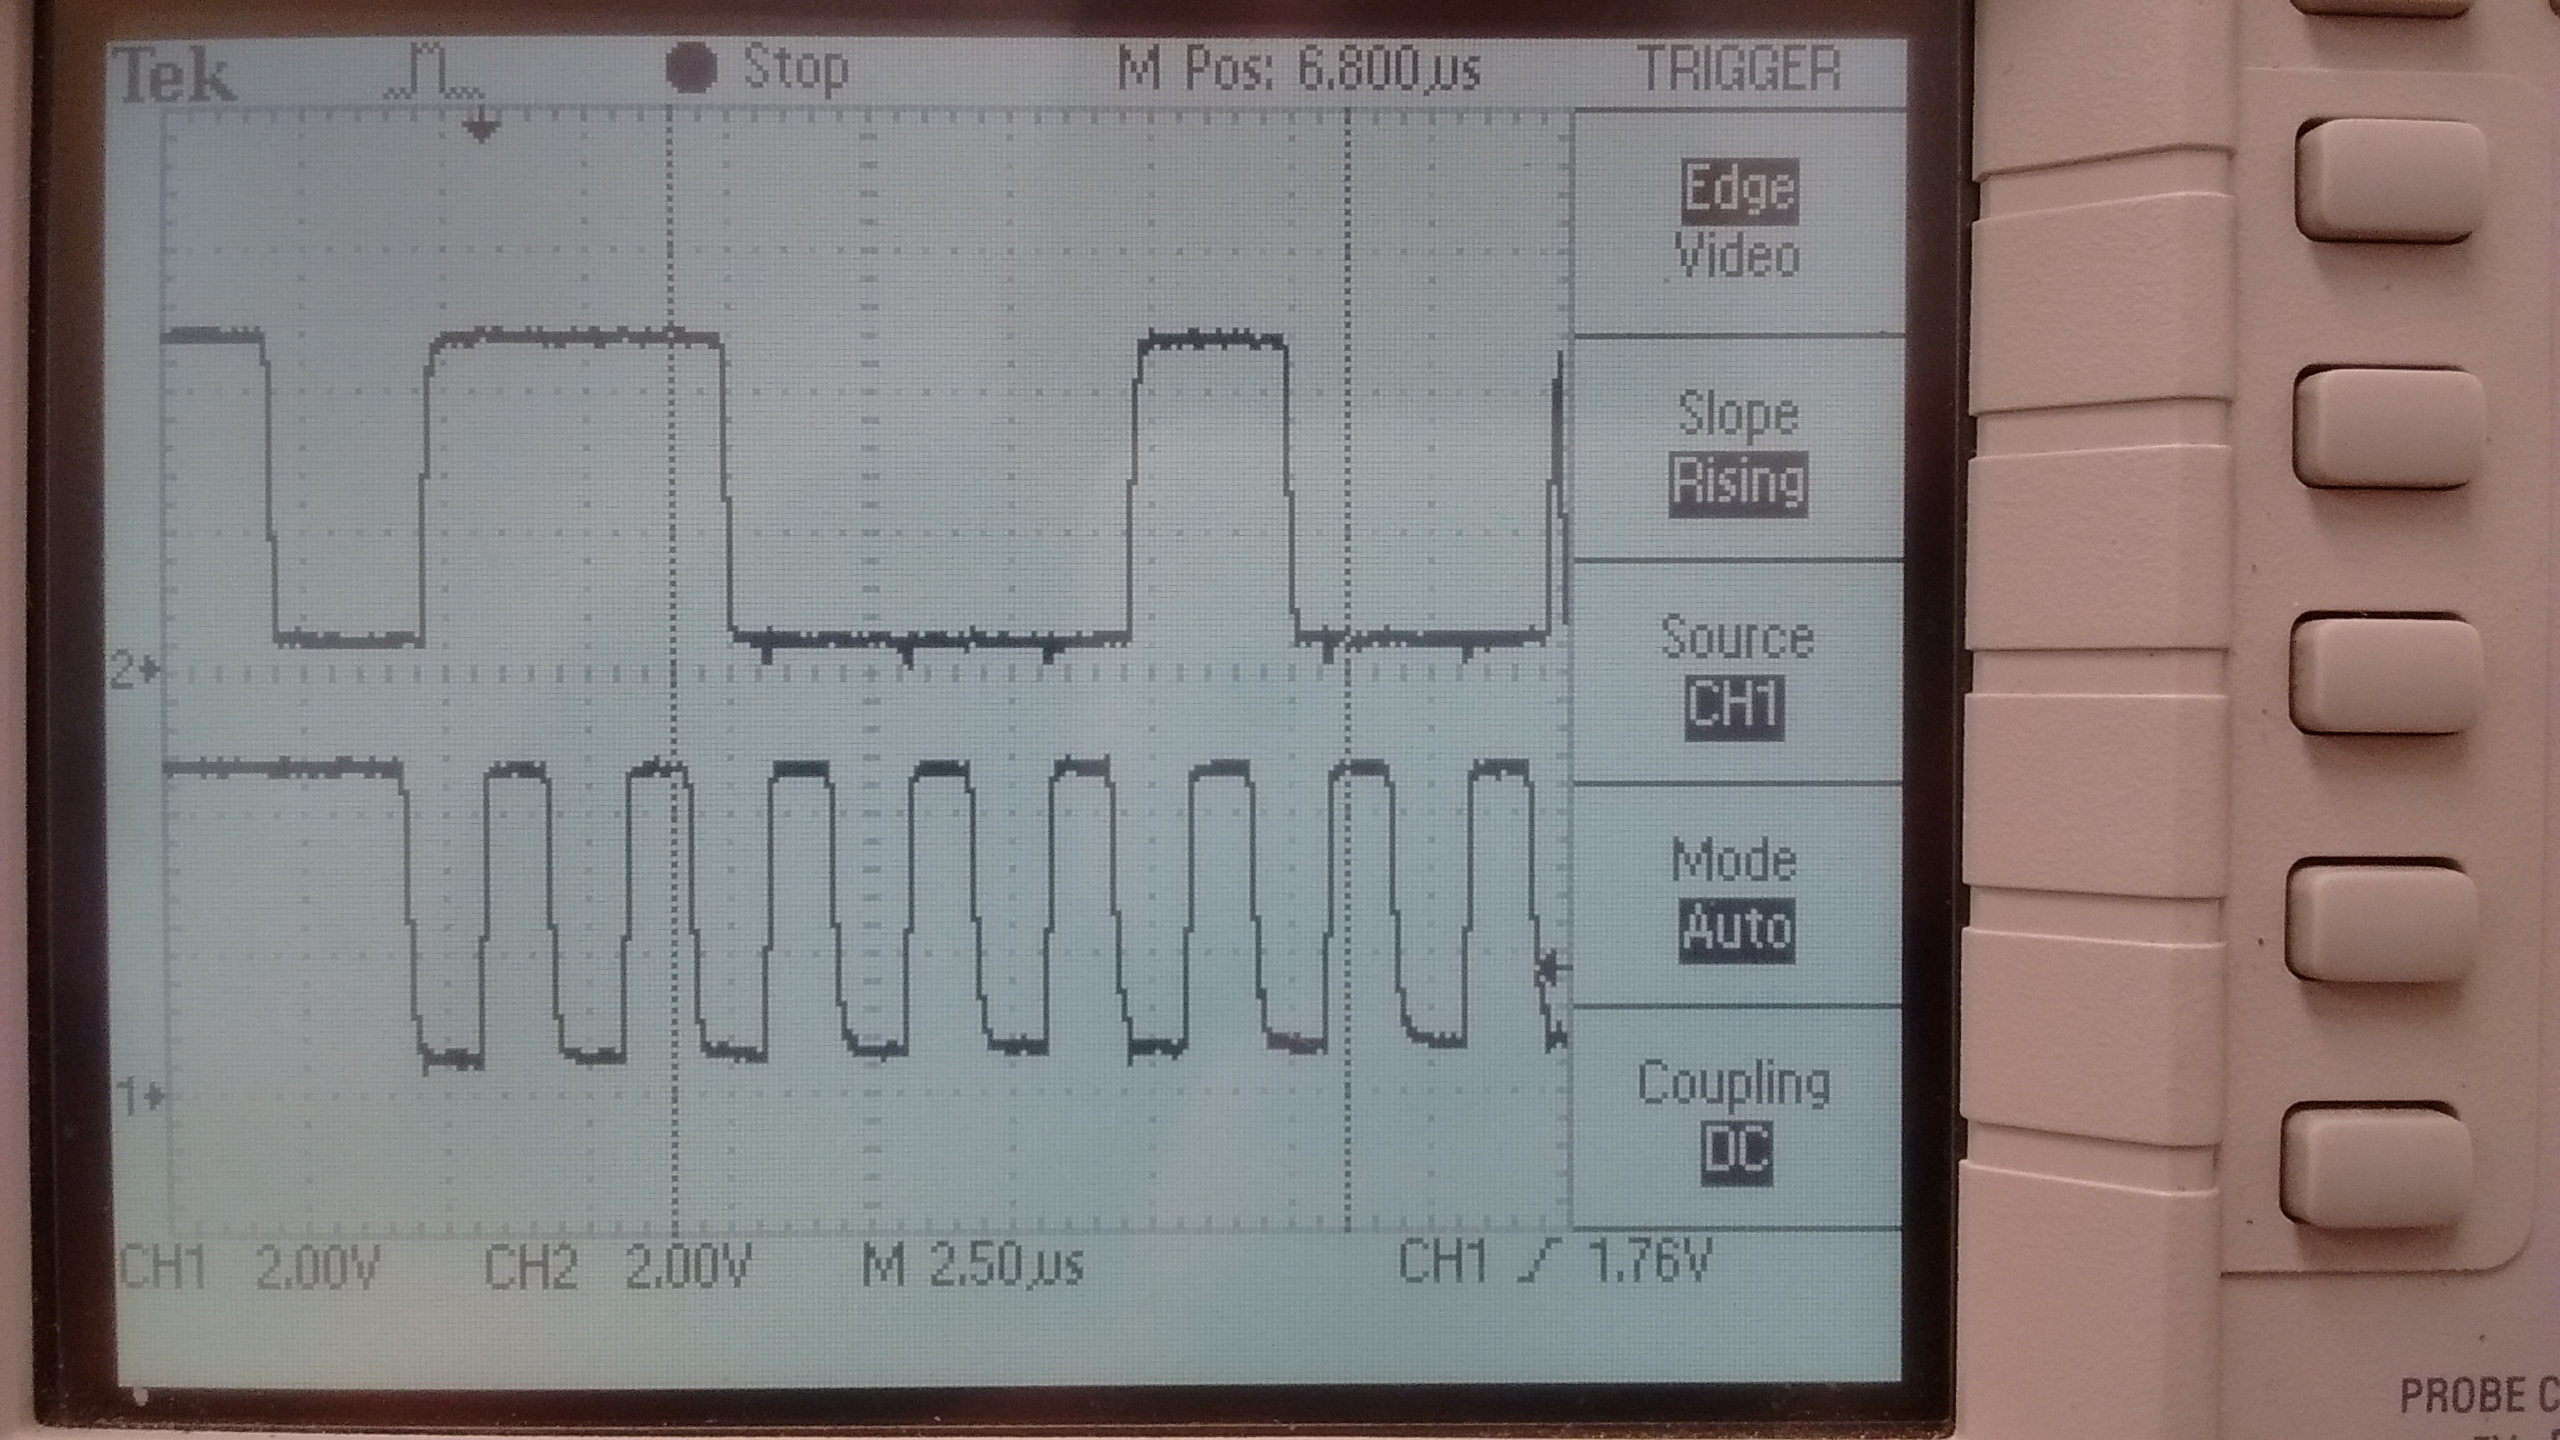 Tek Stop M Pos: 6.800µs TRIGGER
Edge
Video
Slope
Rising
Source
CH1
2
Mode
Auto
Coupling
DC
1
CH1 2.00V CH2 2.00V M 2.50µs CH1 1.76V
PROBE C